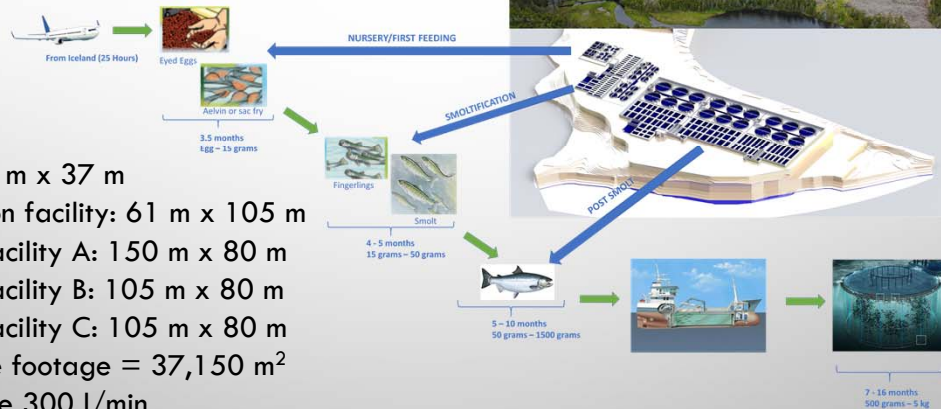 NURSERY/FIRST FEEDING
From Iceland (25 Hours)
Eyed Eggs
Aelvin or sac fry
3.5 months
Egg – 15 grams
SMOLTIFICATION
Fingerlings
Smolt
4 - 5 months
15 grams – 50 grams
POST SMOLT
5 – 10 months
50 grams – 1500 grams
7 - 16 months
500 grams – 5 kg
m x 37 m
on facility: 61 m x 105 m
acility A: 150 m x 80 m
acility B: 105 m x 80 m
acility C: 105 m x 80 m
e footage = 37,150 m²
e 300 L/min